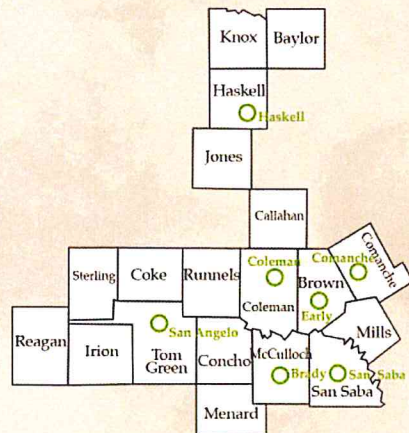 Knox
Baylor
Haskell
Haskell
Jones
Callahan
Sterling
Coke
Runnels
Coleman
Coleman
Brown
Early
Comanche
Comanche
Mills
Reagan
Irion
San Angelo
Tom
Green
Concho
McCulloch
Brady
San Saba
San Saba
Menard